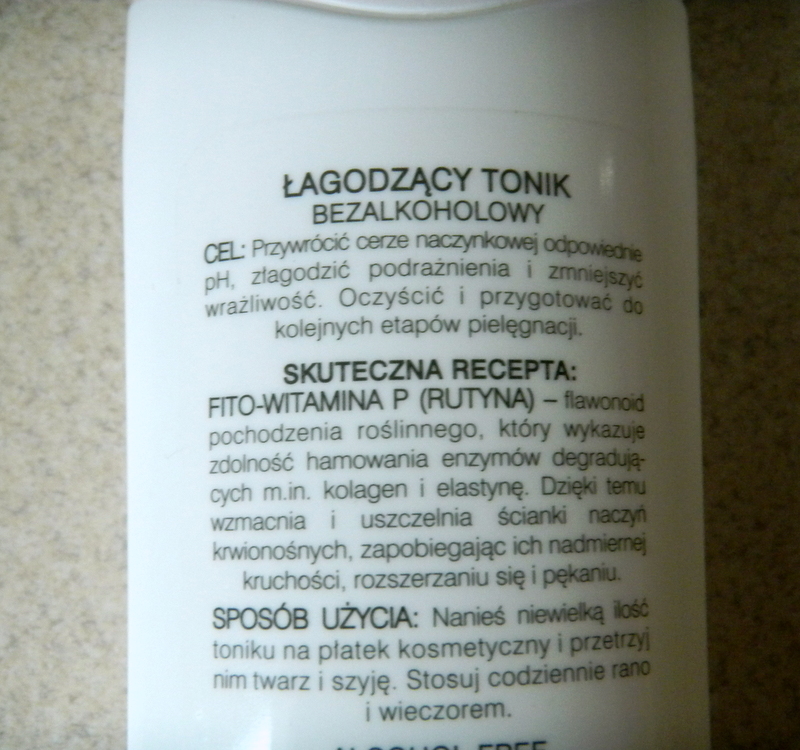 ŁAGODZĄCY TONIK
BEZALKOHOLOWY
CEL: Przywrócić cerze naczynkowej odpowiednie
pH, złagodzić podrażnienia i zmniejszyć
wrażliwość. Oczyścić i przygotować do
kolejnych etapów pielęgnacji.
SKUTECZNA RECEPTA:
FITO-WITAMINA P (RUTYNA) – flawonoid
pochodzenia roślinnego, który wykazuje
zdolność hamowania enzymów degradują-
cych m.in. kolagen i elastynę. Dzięki temu
wzmacnia i uszczelnia ścianki naczyń
krwionośnych, zapobiegając ich nadmiernej
kruchości, rozszerzaniu się i pękaniu.
SPOSÓB UŻYCIA: Nanieś niewielką ilość
toniku na płatek kosmetyczny i przetrzyj
nim twarz i szyję. Stosuj codziennie rano
i wieczorem.
ALCOHOL FREE